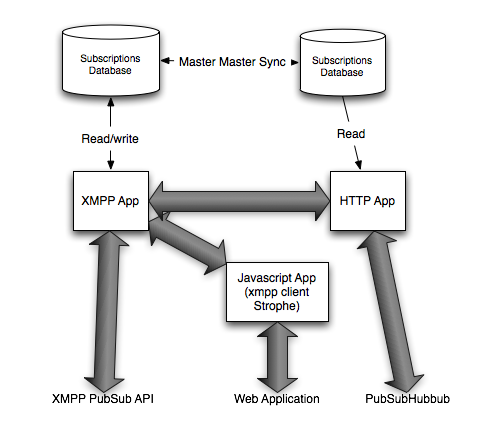 Subscriptions
Database
Master Master Sync
Subscriptions
Database
Read/write
Read
XMPP App
HTTP App
Javascript App
(xmpp client
Strophe)
XMPP PubSub API
Web Application
PubSubHubbub